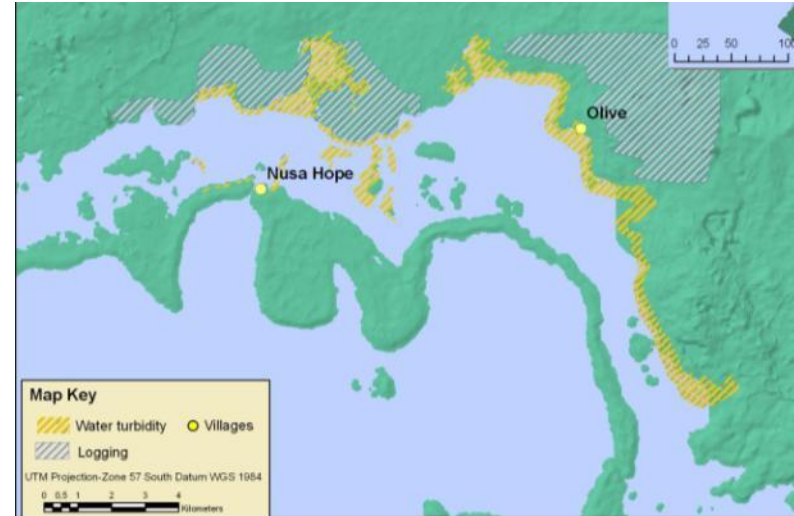 0 25 50 100
Olive
Nusa Hope
Map Key
Water turbidity Villages
Logging
UTM Projection-Zone 57 South Datum WGS 1984
0 0.5 1 2 3 4
Kilometers